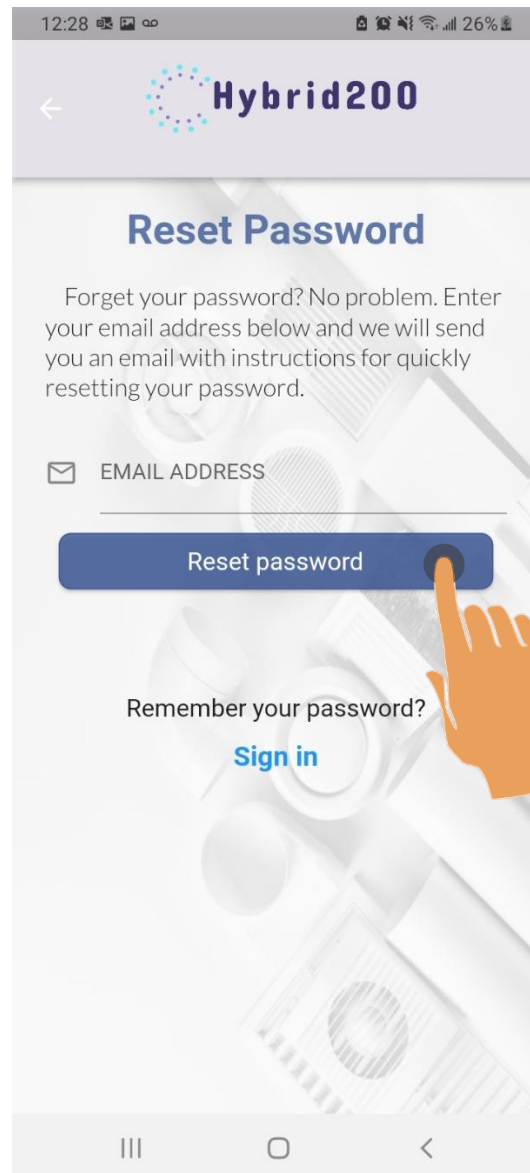 12:28 26%
Hybrid200
Reset Password
Forget your password? No problem. Enter
your email address below and we will send
you an email with instructions for quickly
resetting your password.
EMAIL ADDRESS
Reset password
Remember your password?
Sign in